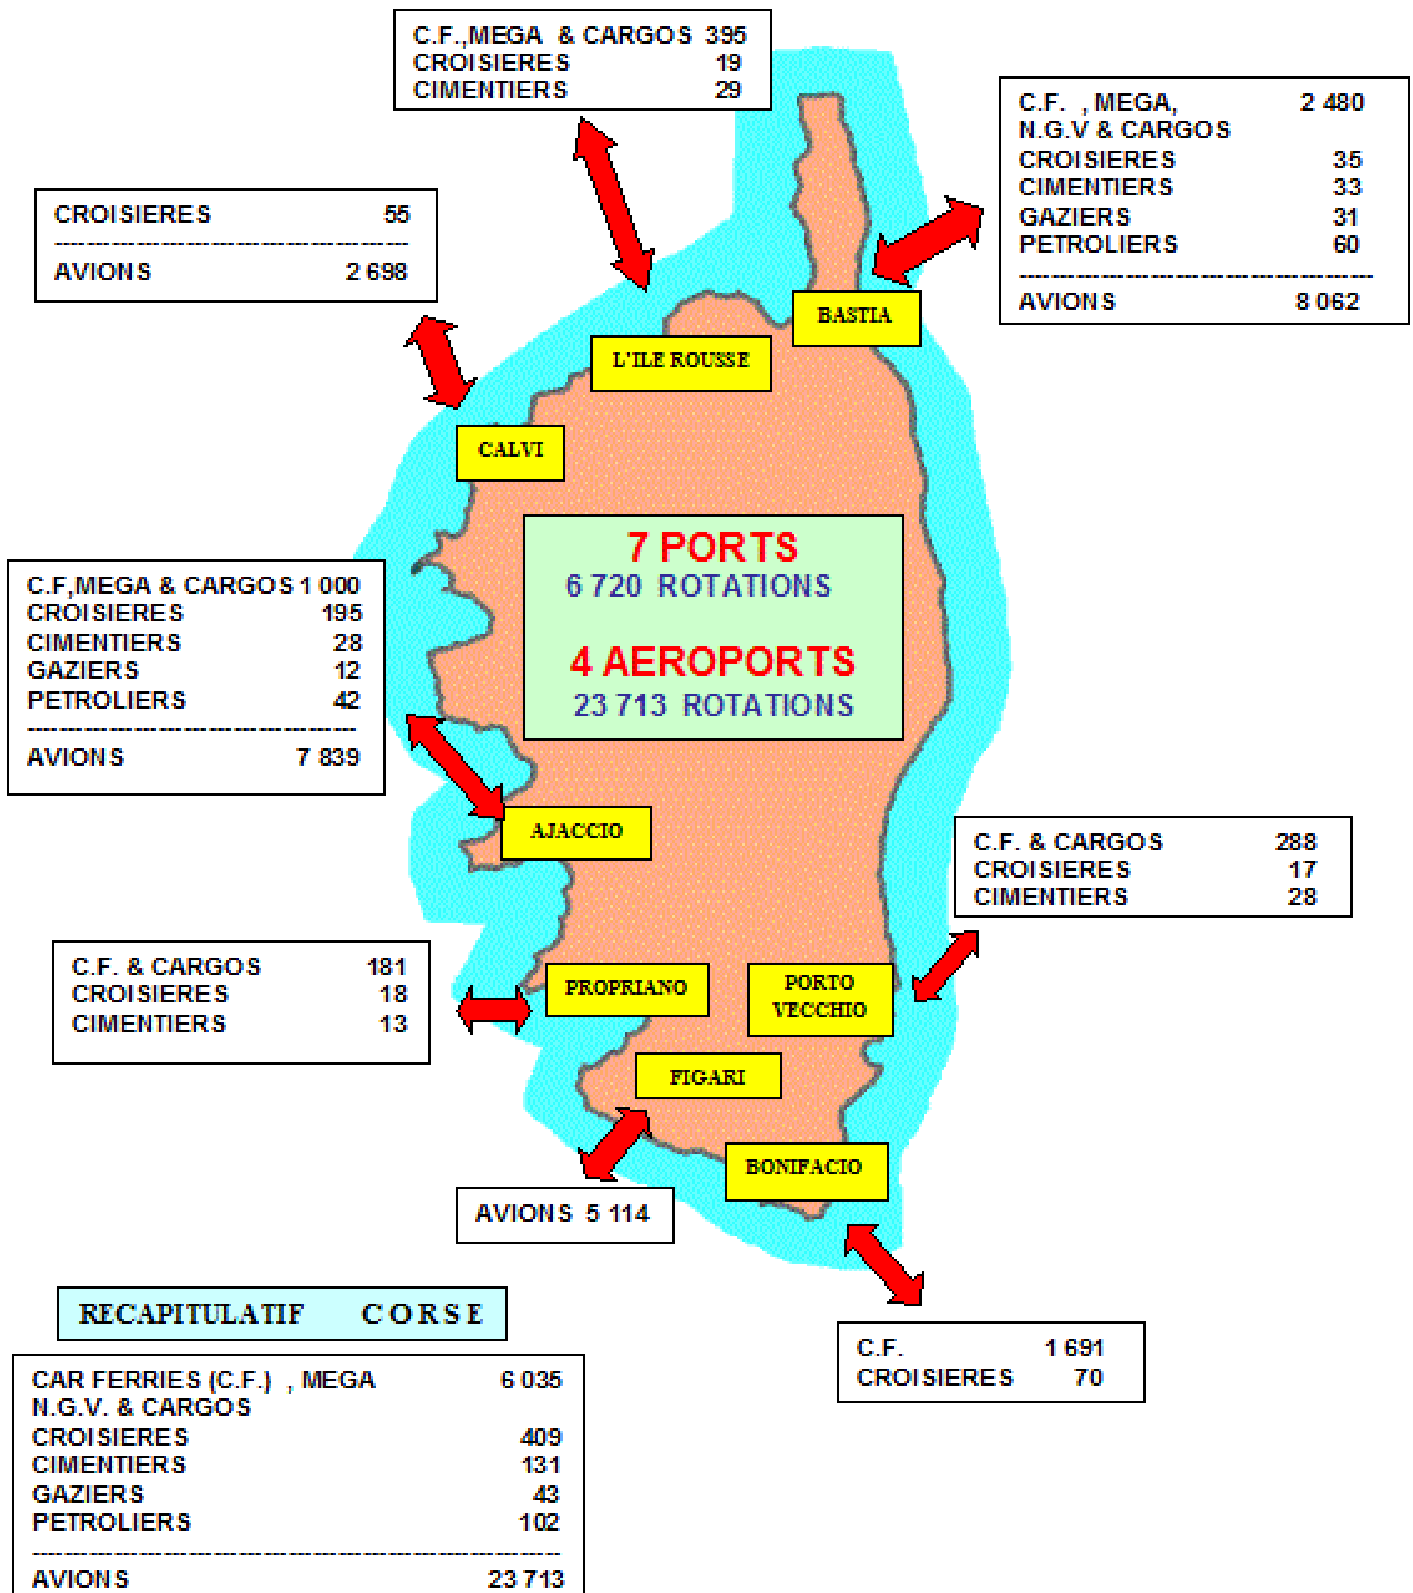 C.F.,MEGA & CARGOS 395
CROISIERES 19
CIMENTIERS 29
C.F. , MEGA, 2 480
N.G.V & CARGOS
CROISIERES 35
CIMENTIERS 33
GAZIERS 31
PETROLIERS 60
AVIONS 8 062
CROISIERES 55
AVIONS 2 698
BASTIA
L'ILE ROUSSE
CALVI
7 PORTS
6 720 ROTATIONS
4 AEROPORTS
23 713 ROTATIONS
C.F,MEGA & CARGOS 1 000
CROISIERES 195
CIMENTIERS 28
GAZIERS 12
PETROLIERS 42
AVIONS 7 839
AJACCIO
C.F. & CARGOS 288
CROISIERES 17
CIMENTIERS 28
C.F. & CARGOS 181
CROISIERES 18
CIMENTIERS 13
PROPRIANO
PORTO
VECCHIO
FIGARI
BONIFACIO
AVIONS 5 114
C.F. 1 691
CROISIERES 70
RECAPITULATIF CORSE
CAR FERRIES (C.F.) , MEGA 6 035
N.G.V. & CARGOS
CROISIERES 409
CIMENTIERS 131
GAZIERS 43
PETROLIERS 102
AVIONS 23 713